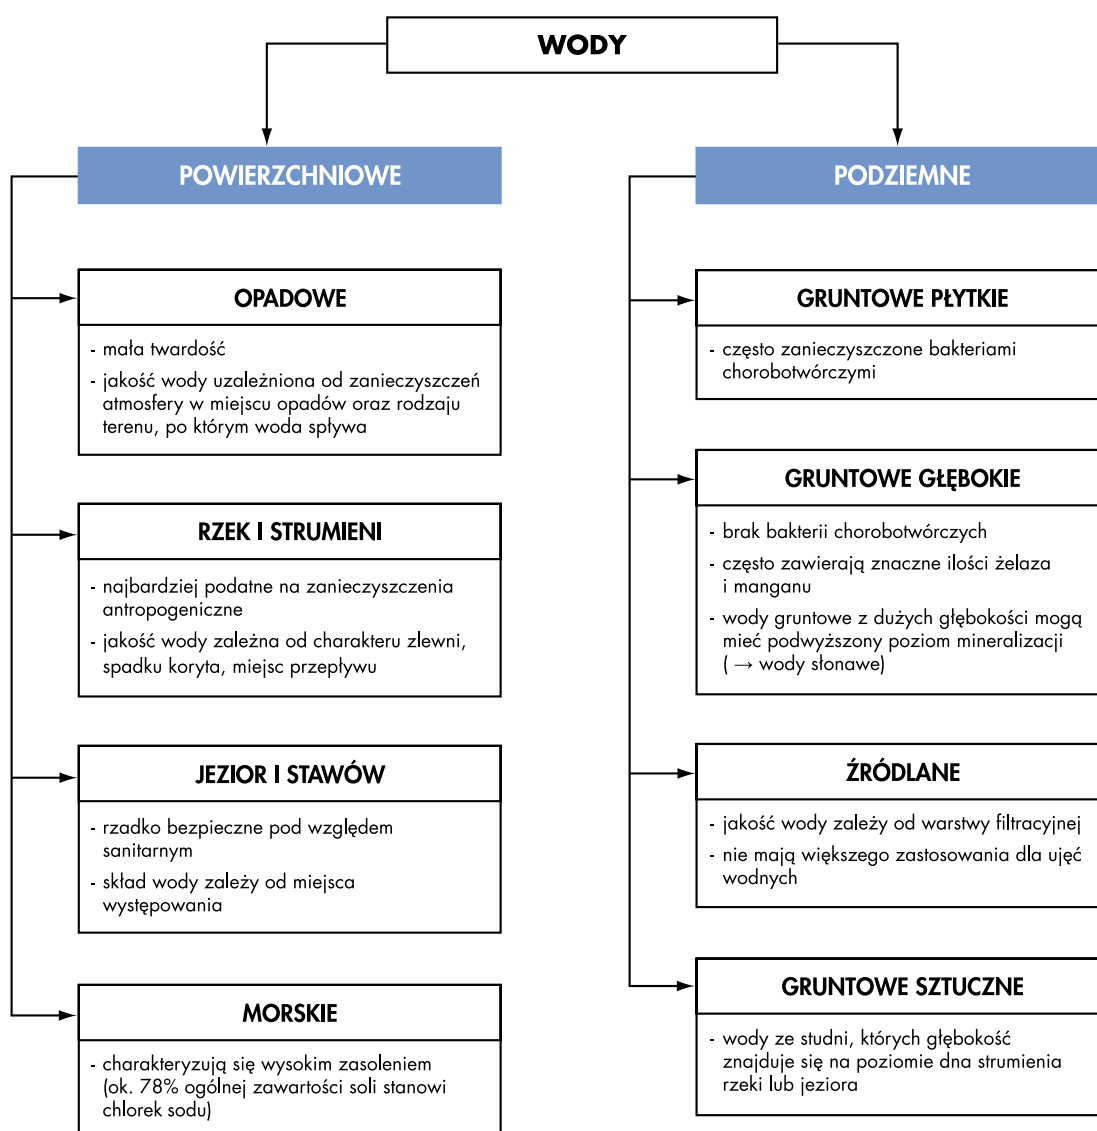 WODY
POWIERZCHNIOWE
OPADOWE
- mała twardość
- jakość wody uzależniona od zanieczyszczeń
atmosfery w miejscu opadów oraz rodzaju
terenu, po którym woda spływa
RZEK I STRUMIENI
- najbardziej podatne na zanieczyszczenia
antropogeniczne
- jakość wody zależna od charakteru zlewni,
spadku koryta, miejsc przepływu
JEZIOR I STAWÓW
- rzadko bezpieczne pod względem
sanitarnym
- skład wody zależy od miejsca
występowania
MORSKIE
- charakteryzują się wysokim zasoleniem
(ok. 78% ogólnej zawartości soli stanowi
chlorek sodu)
PODZIEMNE
GRUNTOWE PŁYTKIE
- często zanieczyszczone bakteriami
chorobotwórczymi
GRUNTOWE GŁĘBOKIE
- brak bakterii chorobotwórczych
- często zawierają znaczne ilości żelaza
i manganu
- wody gruntowe z dużych głębokości mogą
mieć podwyższony poziom mineralizacji
( → wody słonawe)
ŹRÓDLANE
- jakość wody zależy od warstwy filtracyjnej
- nie mają większego zastosowania dla ujęć
wodnych
GRUNTOWE SZTUCZNE
- wody ze studni, których głębokość
znajduje się na poziomie dna strumienia
rzeki lub jeziora